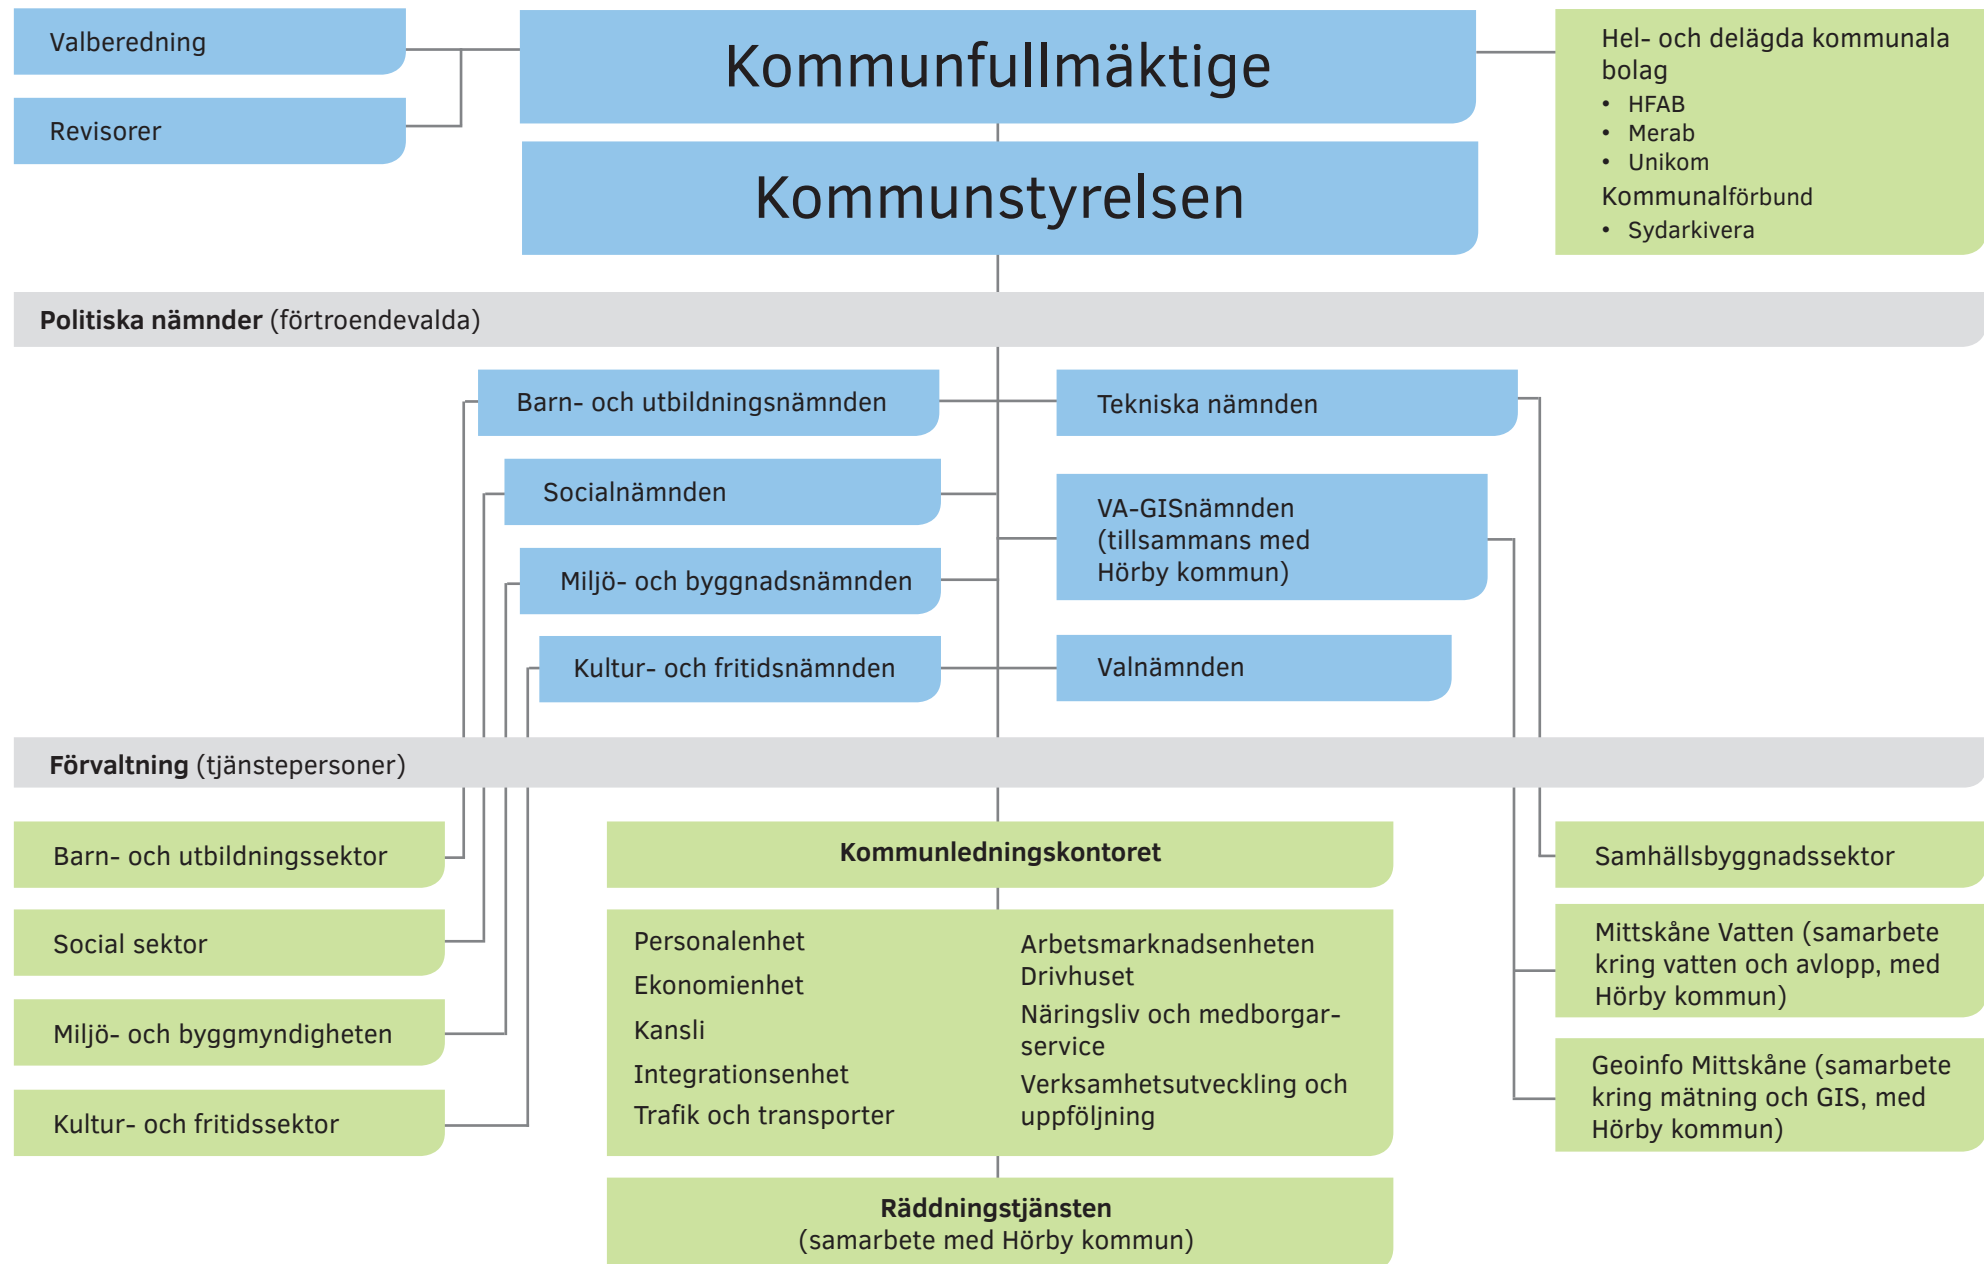 Valberedning
Revisorer
Kommunfullmäktige
Kommunstyrelsen
Hel- och delägda kommunala
bolag
• HFAB
• Merab
• Unikom
Kommunalförbund
• Sydarkivera
Politiska nämnder (förtroendevalda)
Barn- och utbildningsnämnden
Socialnämnden
Miljö- och byggnadsnämnden
Kultur- och fritidsnämnden
Tekniska nämnden
VA-GISnämnden
(tillsammans med
Hörby kommun)
Valnämnden
Förvaltning (tjänstepersoner)
Barn- och utbildningssektor
Social sektor
Miljö- och byggmyndigheten
Kultur- och fritidssektor
Kommunledningskontoret
Personalenhet
Ekonomienhet
Kansli
Integrationsenhet
Trafik och transporter
Arbetsmarknadsenheten
Drivhuset
Näringsliv och medborgar-
service
Verksamhetsutveckling och
uppföljning
Räddningstjänsten
(samarbete med Hörby kommun)
Samhällsbyggnadssektor
Mittskåne Vatten (samarbete
kring vatten och avlopp, med
Hörby kommun)
Geoinfo Mittskåne (samarbete
kring mätning och GIS, med
Hörby kommun)